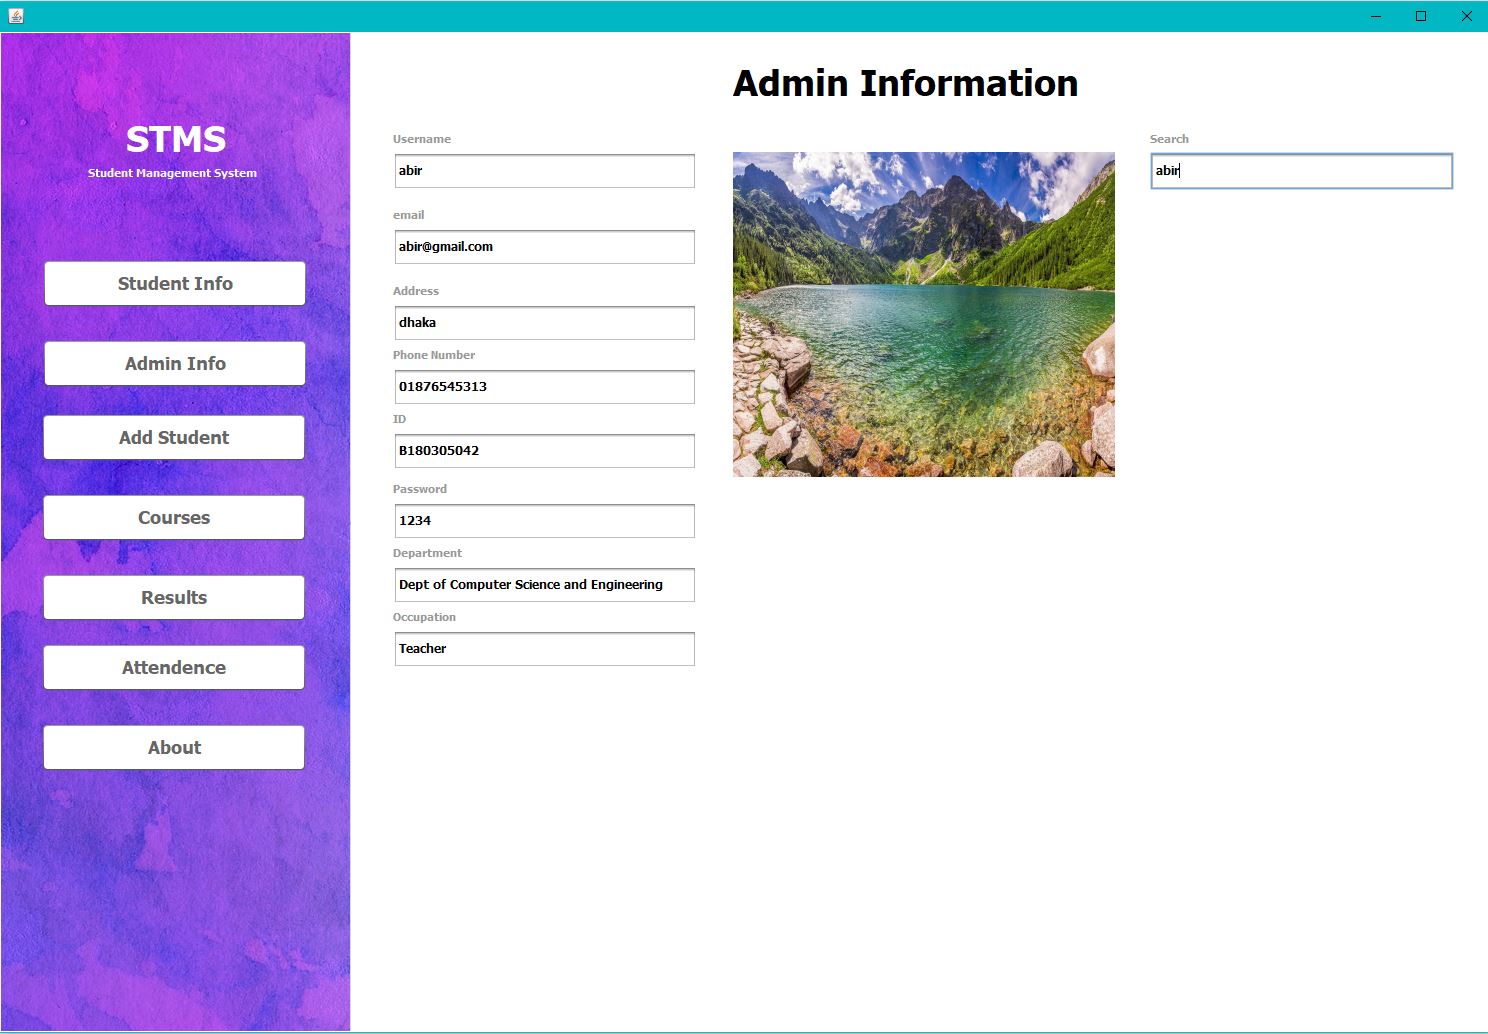 STMS
Student Management System
Student Info
Admin Info
Add Student
Courses
Results
Attendence
About
Admin Information
Username
abir
email
abir@gmail.com
Address
dhaka
Phone Number
01876545313
ID
B180305042
Password
1234
Department
Dept of Computer Science and Engineering
Occupation
Teacher
Search
abir